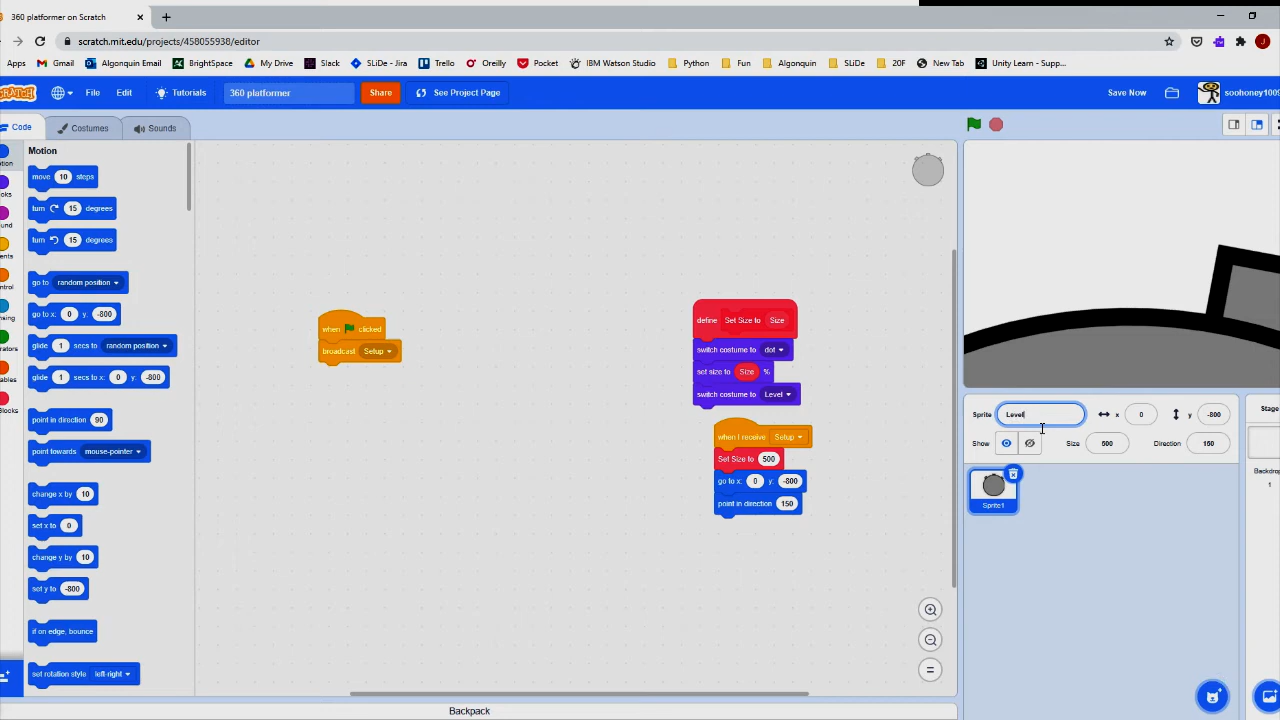 360 platformer on Scratch
scratch.mit.edu/projects/458055938/editor
Apps Gmail Algonquin Email BrightSpace My Drive Slack SLiDe - Jira Trello Oreilly Pocket IBM Watson Studio Python Fun Algonquin SLiDe 20F New Tab Unity Learn - Supp...
SCRATCH File Edit Tutorials 360 platformer Share See Project Page Save Now soohoney1009
Code Costumes Sounds
Motion
move 10 steps
turn 15 degrees
turn 15 degrees
go to random position
go to x: 0 y: -800
glide 1 secs to random position
glide 1 secs to x: 0 y: -800
point in direction 90
point towards mouse-pointer
change x by 10
set x to 0
change y by 10
set y to -800
if on edge, bounce
set rotation style left-right
when clicked
broadcast Setup
define Set Size to Size
switch costume to dot
set size to Size %
switch costume to Level
when I receive Setup
Set Size to 500
go to x: 0 y: -800
point in direction 150
Sprite Level x 0 y -800
Show Size 500 Direction 150
Sprite1
Stage
Backdrop
1
Backpack